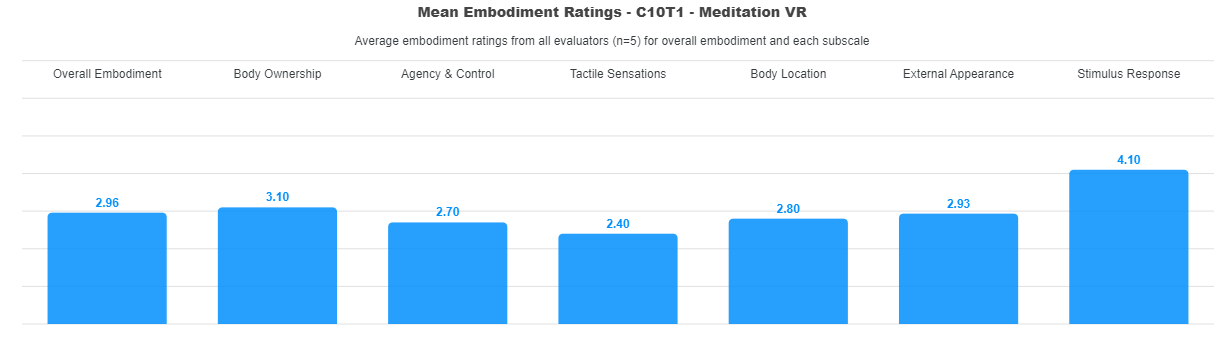 Mean Embodiment Ratings - C10T1 - Meditation VR
Average embodiment ratings from all evaluators (n=5) for overall embodiment and each subscale
Overall Embodiment Body Ownership Agency & Control Tactile Sensations Body Location External Appearance Stimulus Response
2.96 3.10 2.70 2.40 2.80 2.93 4.10